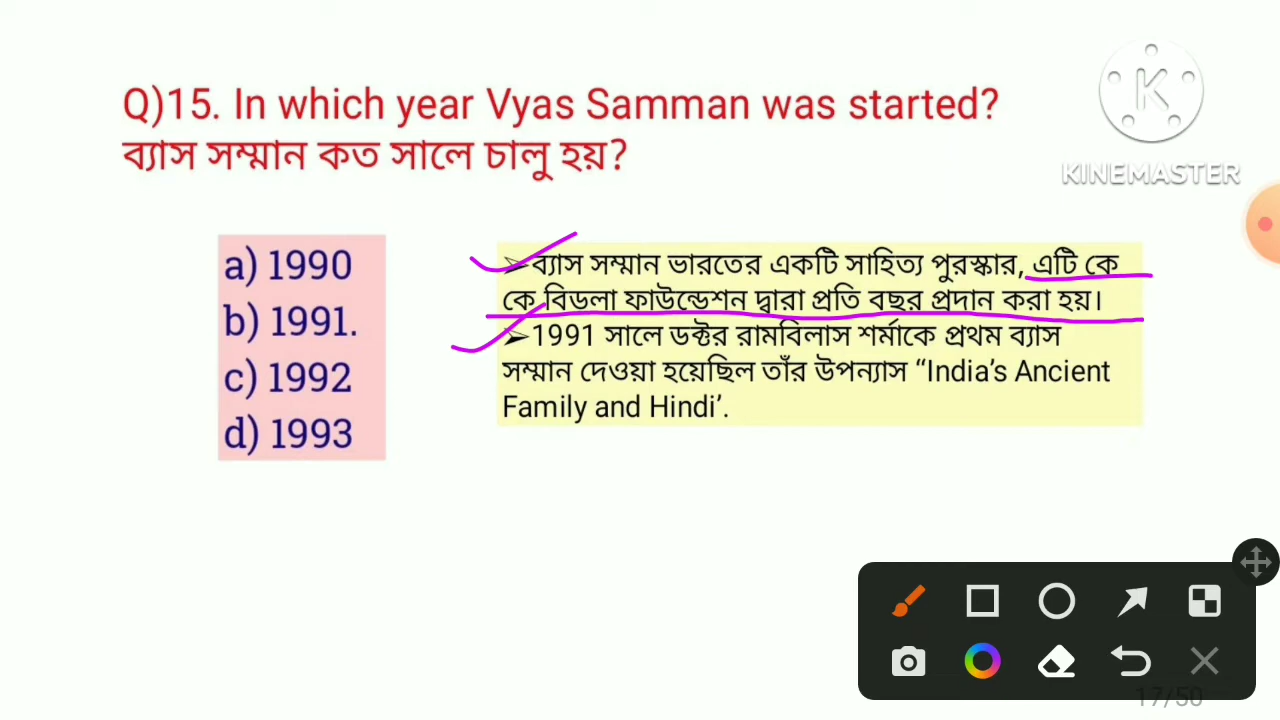 Q)15. In which year Vyas Samman was started?
ব্যাস সম্মান কত সালে চালু হয়?
KINEMASTER
a) 1990
b) 1991.
c) 1992
d) 1993
➢ব্যাস সম্মান ভারতের একটি সাহিত্য পুরস্কার, এটি কে
কে বিডলা ফাউন্ডেশন দ্বারা প্রতি বছর প্রদান করা হয়।
➢1991 সালে ডক্টর রামবিলাস শর্মাকে প্রথম ব্যাস
সম্মান দেওয়া হয়েছিল তাঁর উপন্যাস “India’s Ancient
Family and Hindi’.
17/50